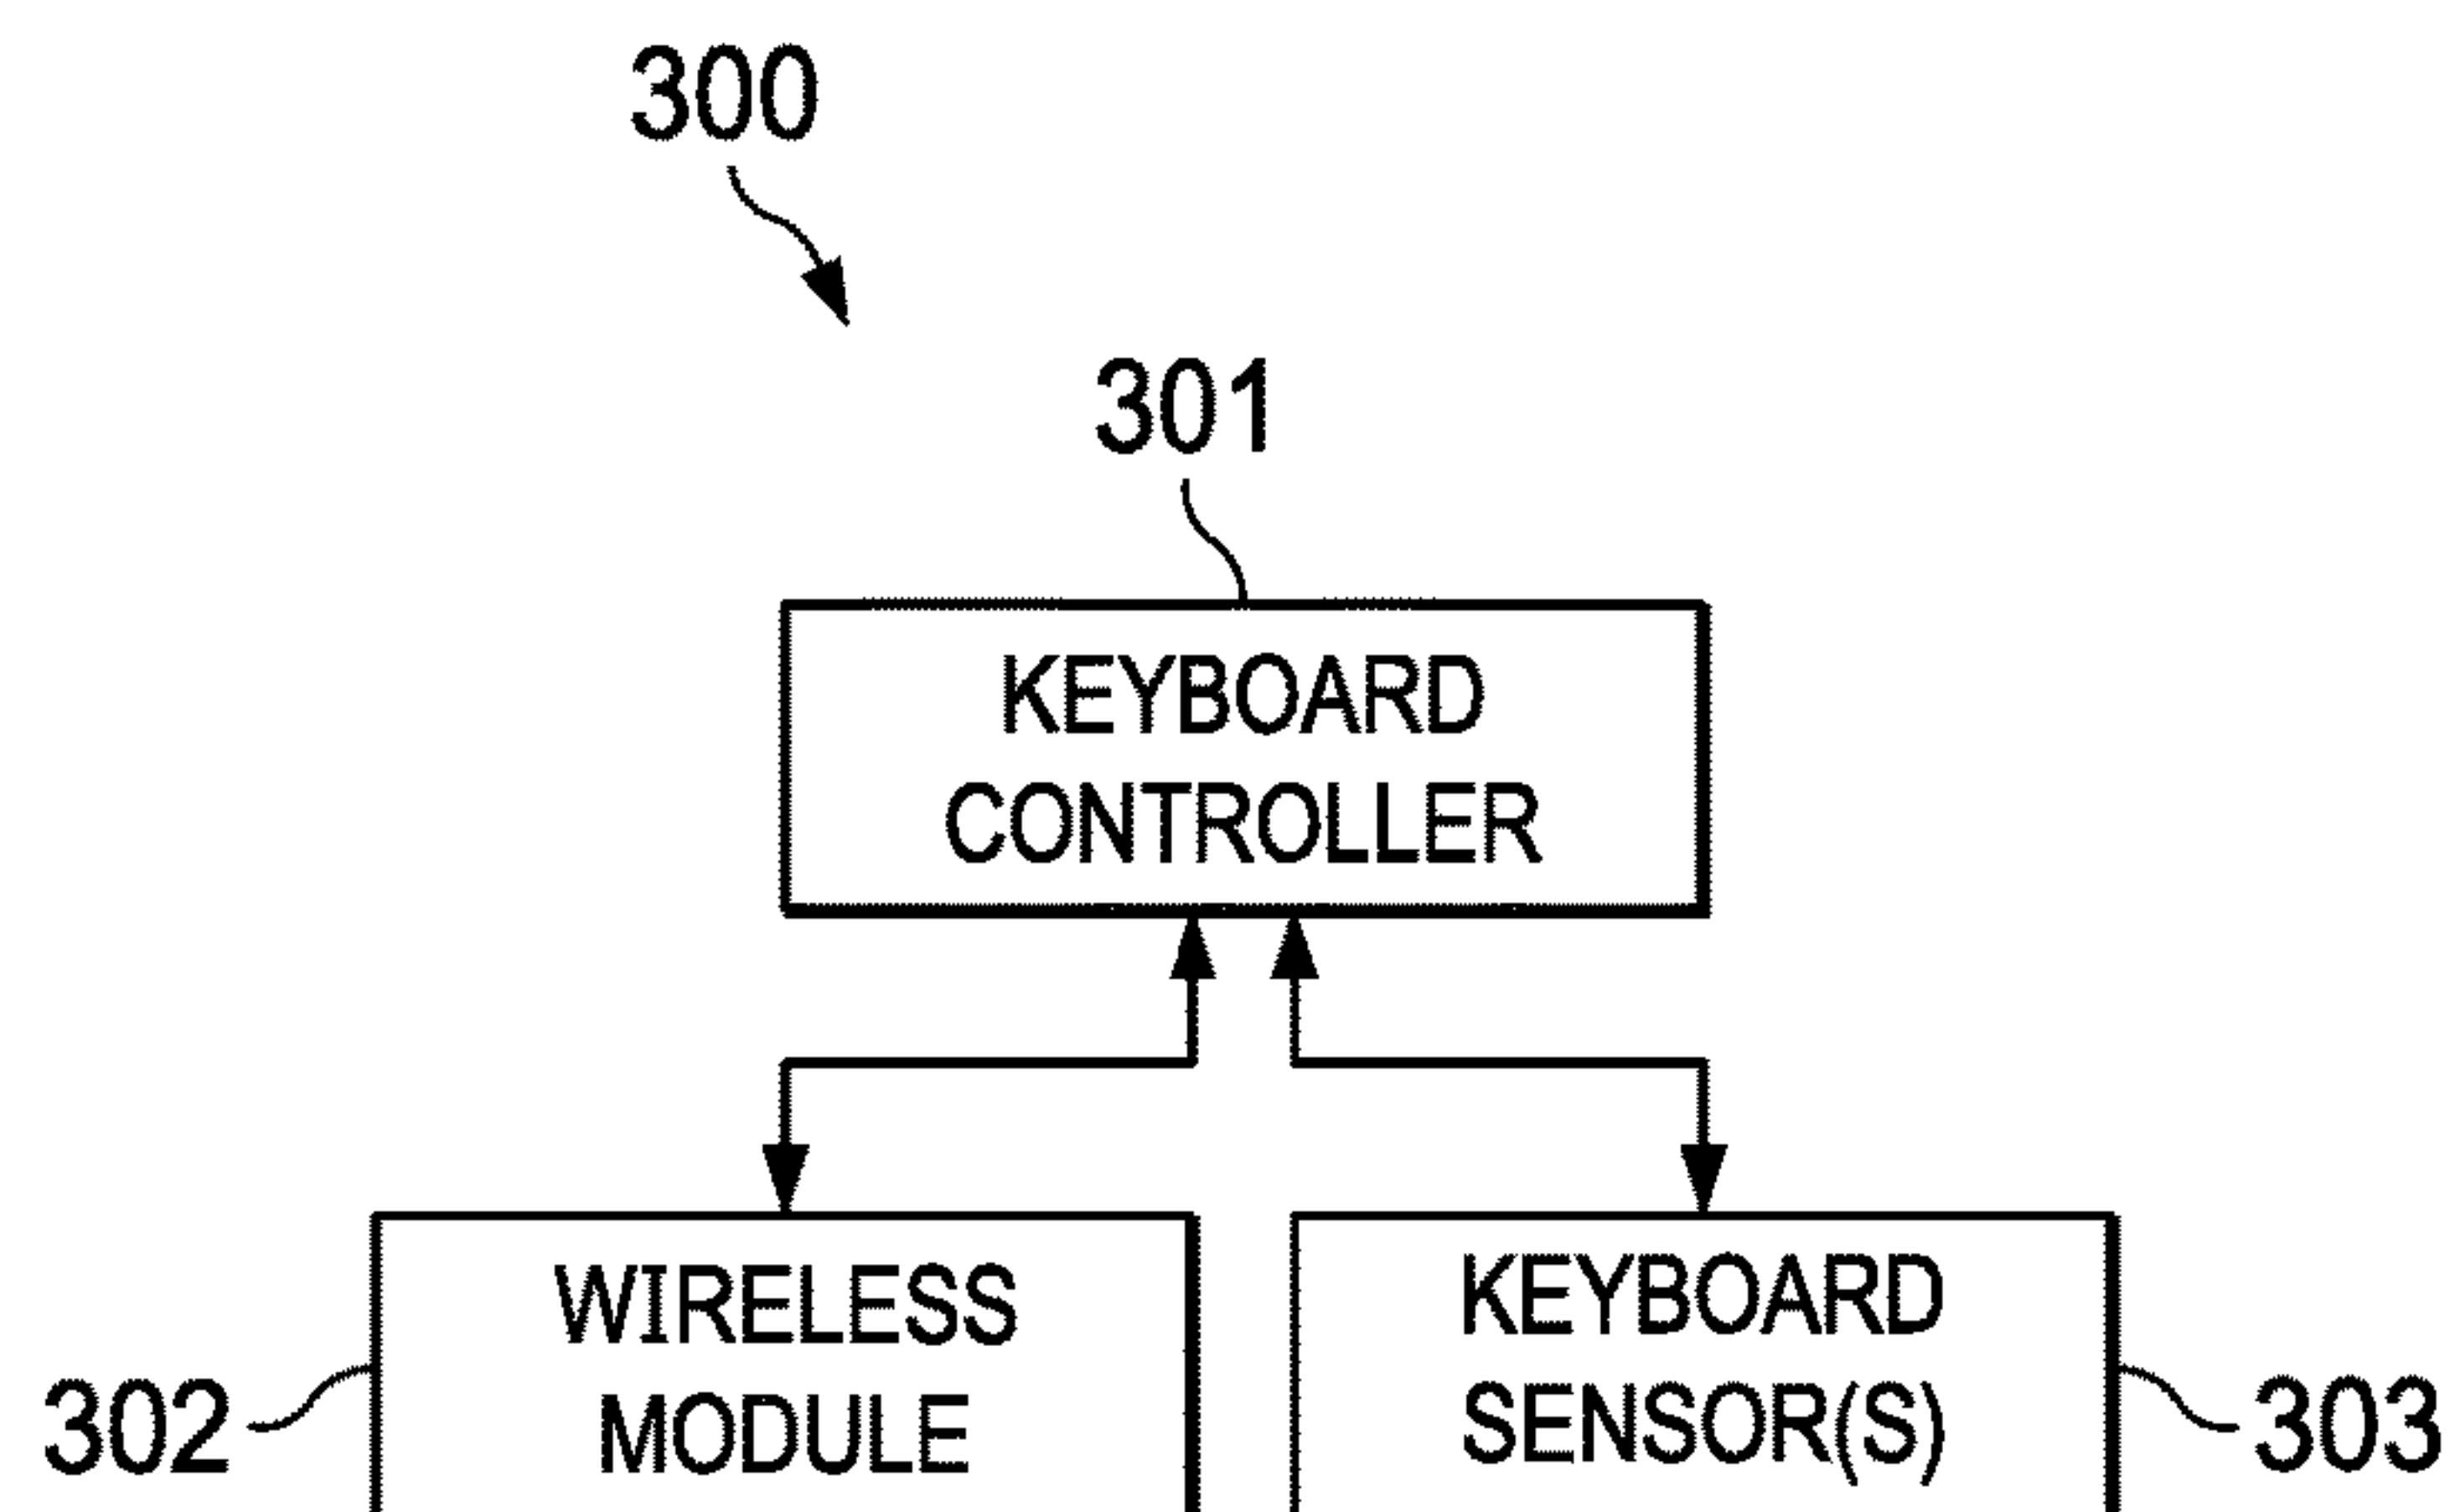 300
301
KEYBOARD
CONTROLLER
WIRELESS
MODULE
302
KEYBOARD
SENSOR(S)
303